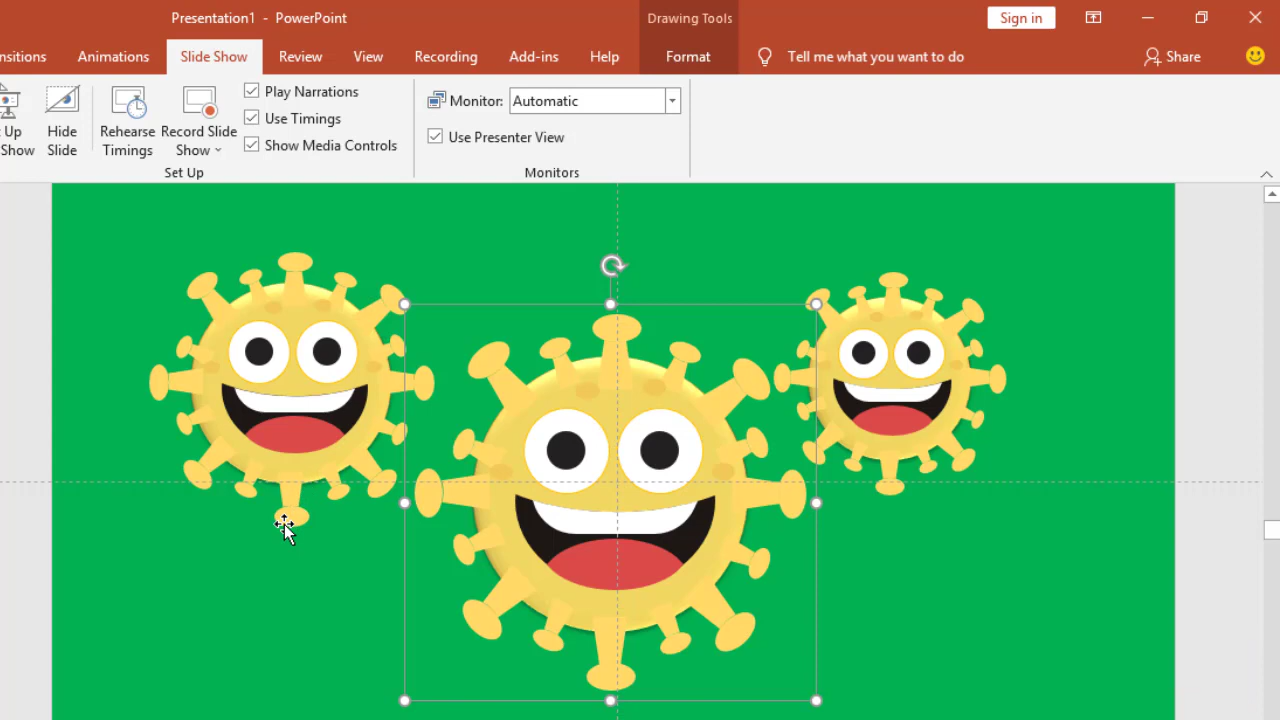 Presentation1 - PowerPoint
Drawing Tools
Sign in
nsitions Animations Slide Show Review View Recording Add-ins Help Format Tell me what you want to do Share
Up Show
Hide Slide
Rehearse Timings
Record Slide Show
Play Narrations
Use Timings
Show Media Controls
Set Up
Monitor: Automatic
Use Presenter View
Monitors